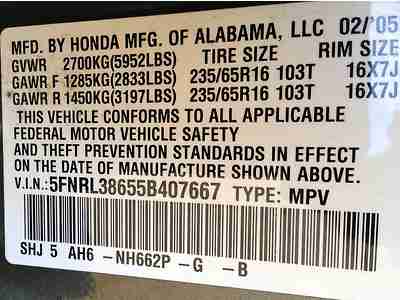 MFD. BY HONDA MFG. OF ALABAMA, LLC 02/'05
GVWR 2700KG(5952LBS) TIRE SIZE RIM SIZE
GAWR F 1285KG(2833LBS) 235/65R16 103T 16X7J
GAWR R 1450KG(3197LBS) 235/65R16 103T 16X7J
THIS VEHICLE CONFORMS TO ALL APPLICABLE
FEDERAL MOTOR VEHICLE SAFETY
AND THEFT PREVENTION STANDARDS IN EFFECT
ON THE DATE OF MANUFACTURE SHOWN ABOVE.
V.I.N.: 5FNRL38655B407667 TYPE: MPV
SHJ 5 AH6 -NH662P -G -B